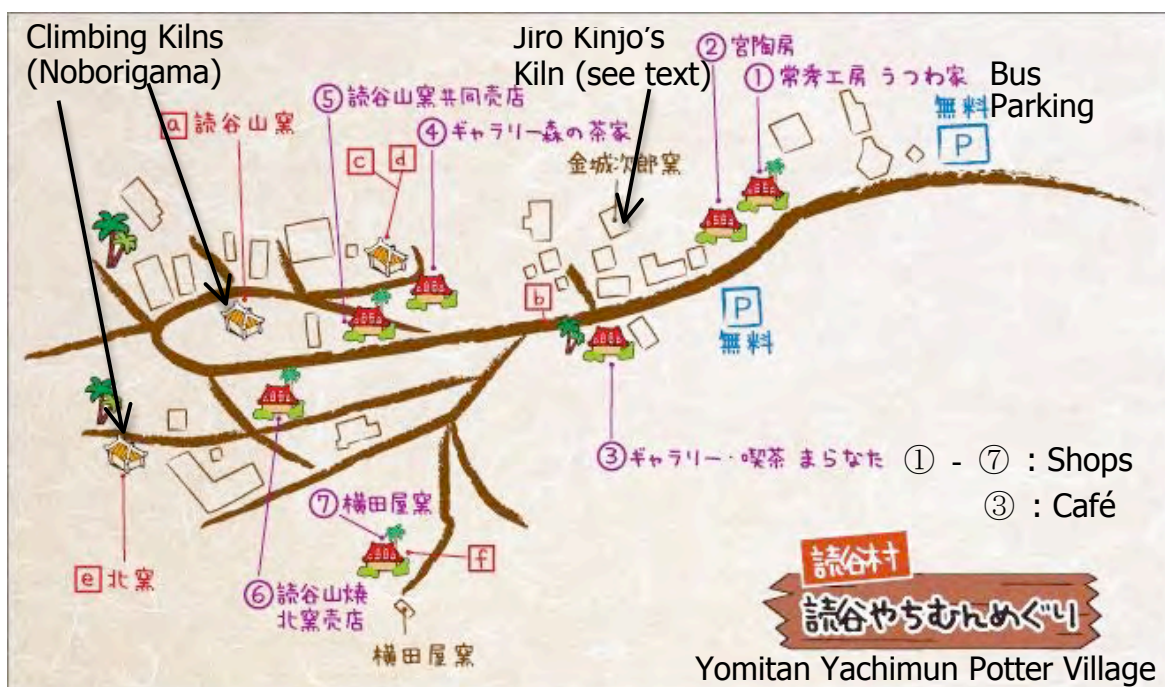 Climbing Kilns
(Noborigama)
Jiro Kinjo's
Kiln (see text)
② 宮陶房
① 常秀工房 うつわ家
Bus
Parking
無料
P
⑤ 読谷山窯共同売店
a 読谷山窯
④ ギャラリー森の茶家
c
d
金城次郎窯
b
P
無料
③ ギャラリー・喫茶 まらなた
① - ⑦ : Shops
③ : Café
⑦ 横田屋窯
f
e 北窯
⑥ 読谷山焼
北窯売店
横田屋窯
読谷村
読谷やちむんめぐり
Yomitan Yachimun Potter Village